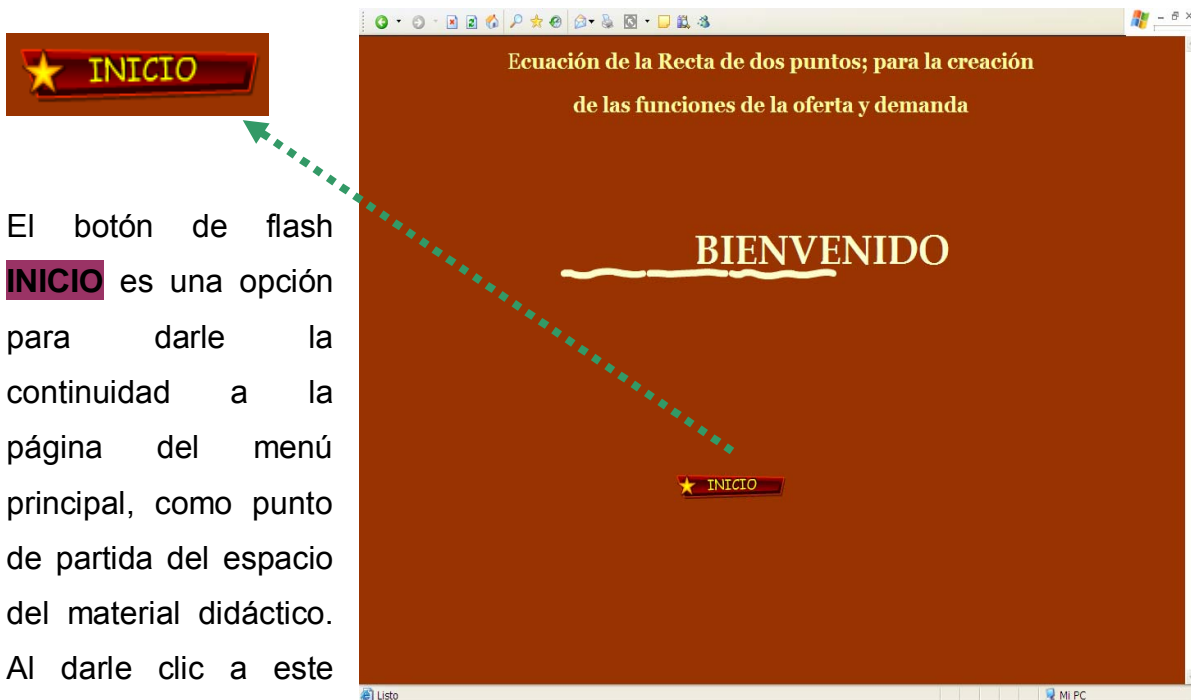 INICIO
El botón de flash
INICIO es una opción
para darle la
continuidad a la
página del menú
principal, como punto
de partida del espacio
del material didáctico.
Al darle clic a este
Ecuación de la Recta de dos puntos; para la creación
de las funciones de la oferta y demanda
BIENVENIDO
INICIO
Listo
Mi PC